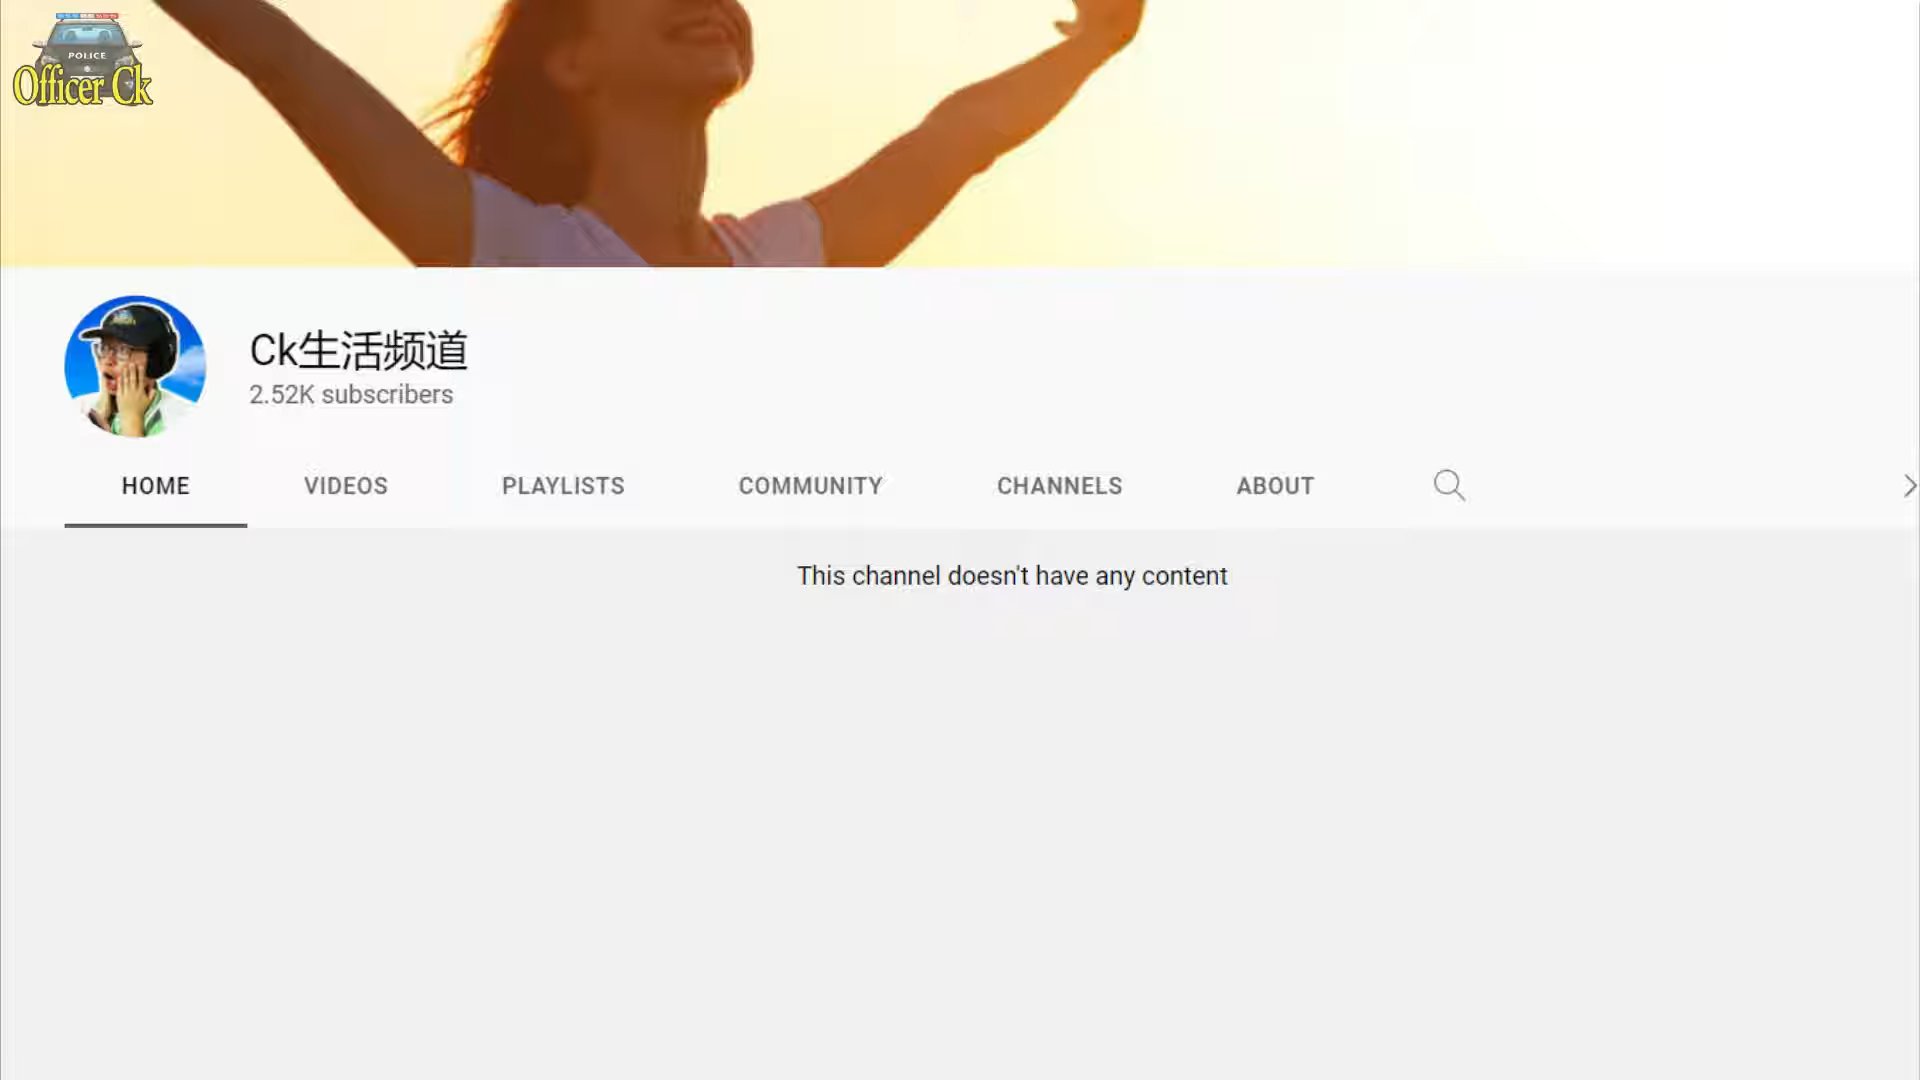 POLICE
Officer Ck
Ck生活频道
2.52K subscribers
HOME VIDEOS PLAYLISTS COMMUNITY CHANNELS ABOUT
This channel doesn't have any content